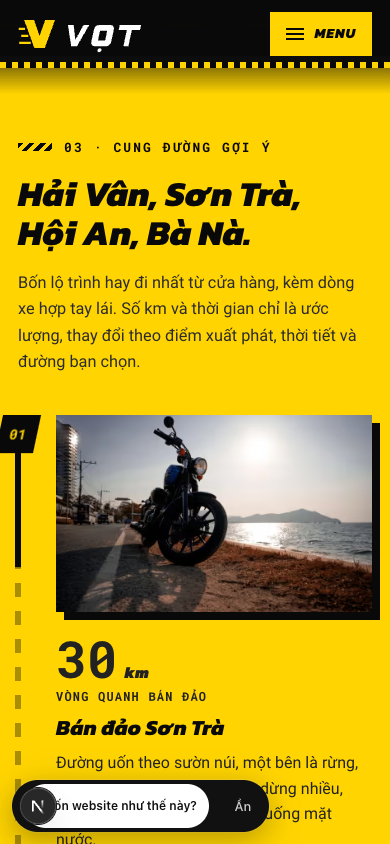 VỌT
MENU
03 · CUNG ĐƯỜNG GỢI Ý
Hải Vân, Sơn Trà,
Hội An, Bà Nà.
Bốn lộ trình hay đi nhất từ cửa hàng, kèm dòng
xe hợp tay lái. Số km và thời gian chỉ là ước
lượng, thay đổi theo điểm xuất phát, thời tiết và
đường bạn chọn.
01
30 km
VÒNG QUANH BÁN ĐẢO
Bán đảo Sơn Trà
Đường uốn theo sườn núi, một bên là rừng,
dừng nhiều,
N
website như thế này?
Ẩn
uống mặt
nước.